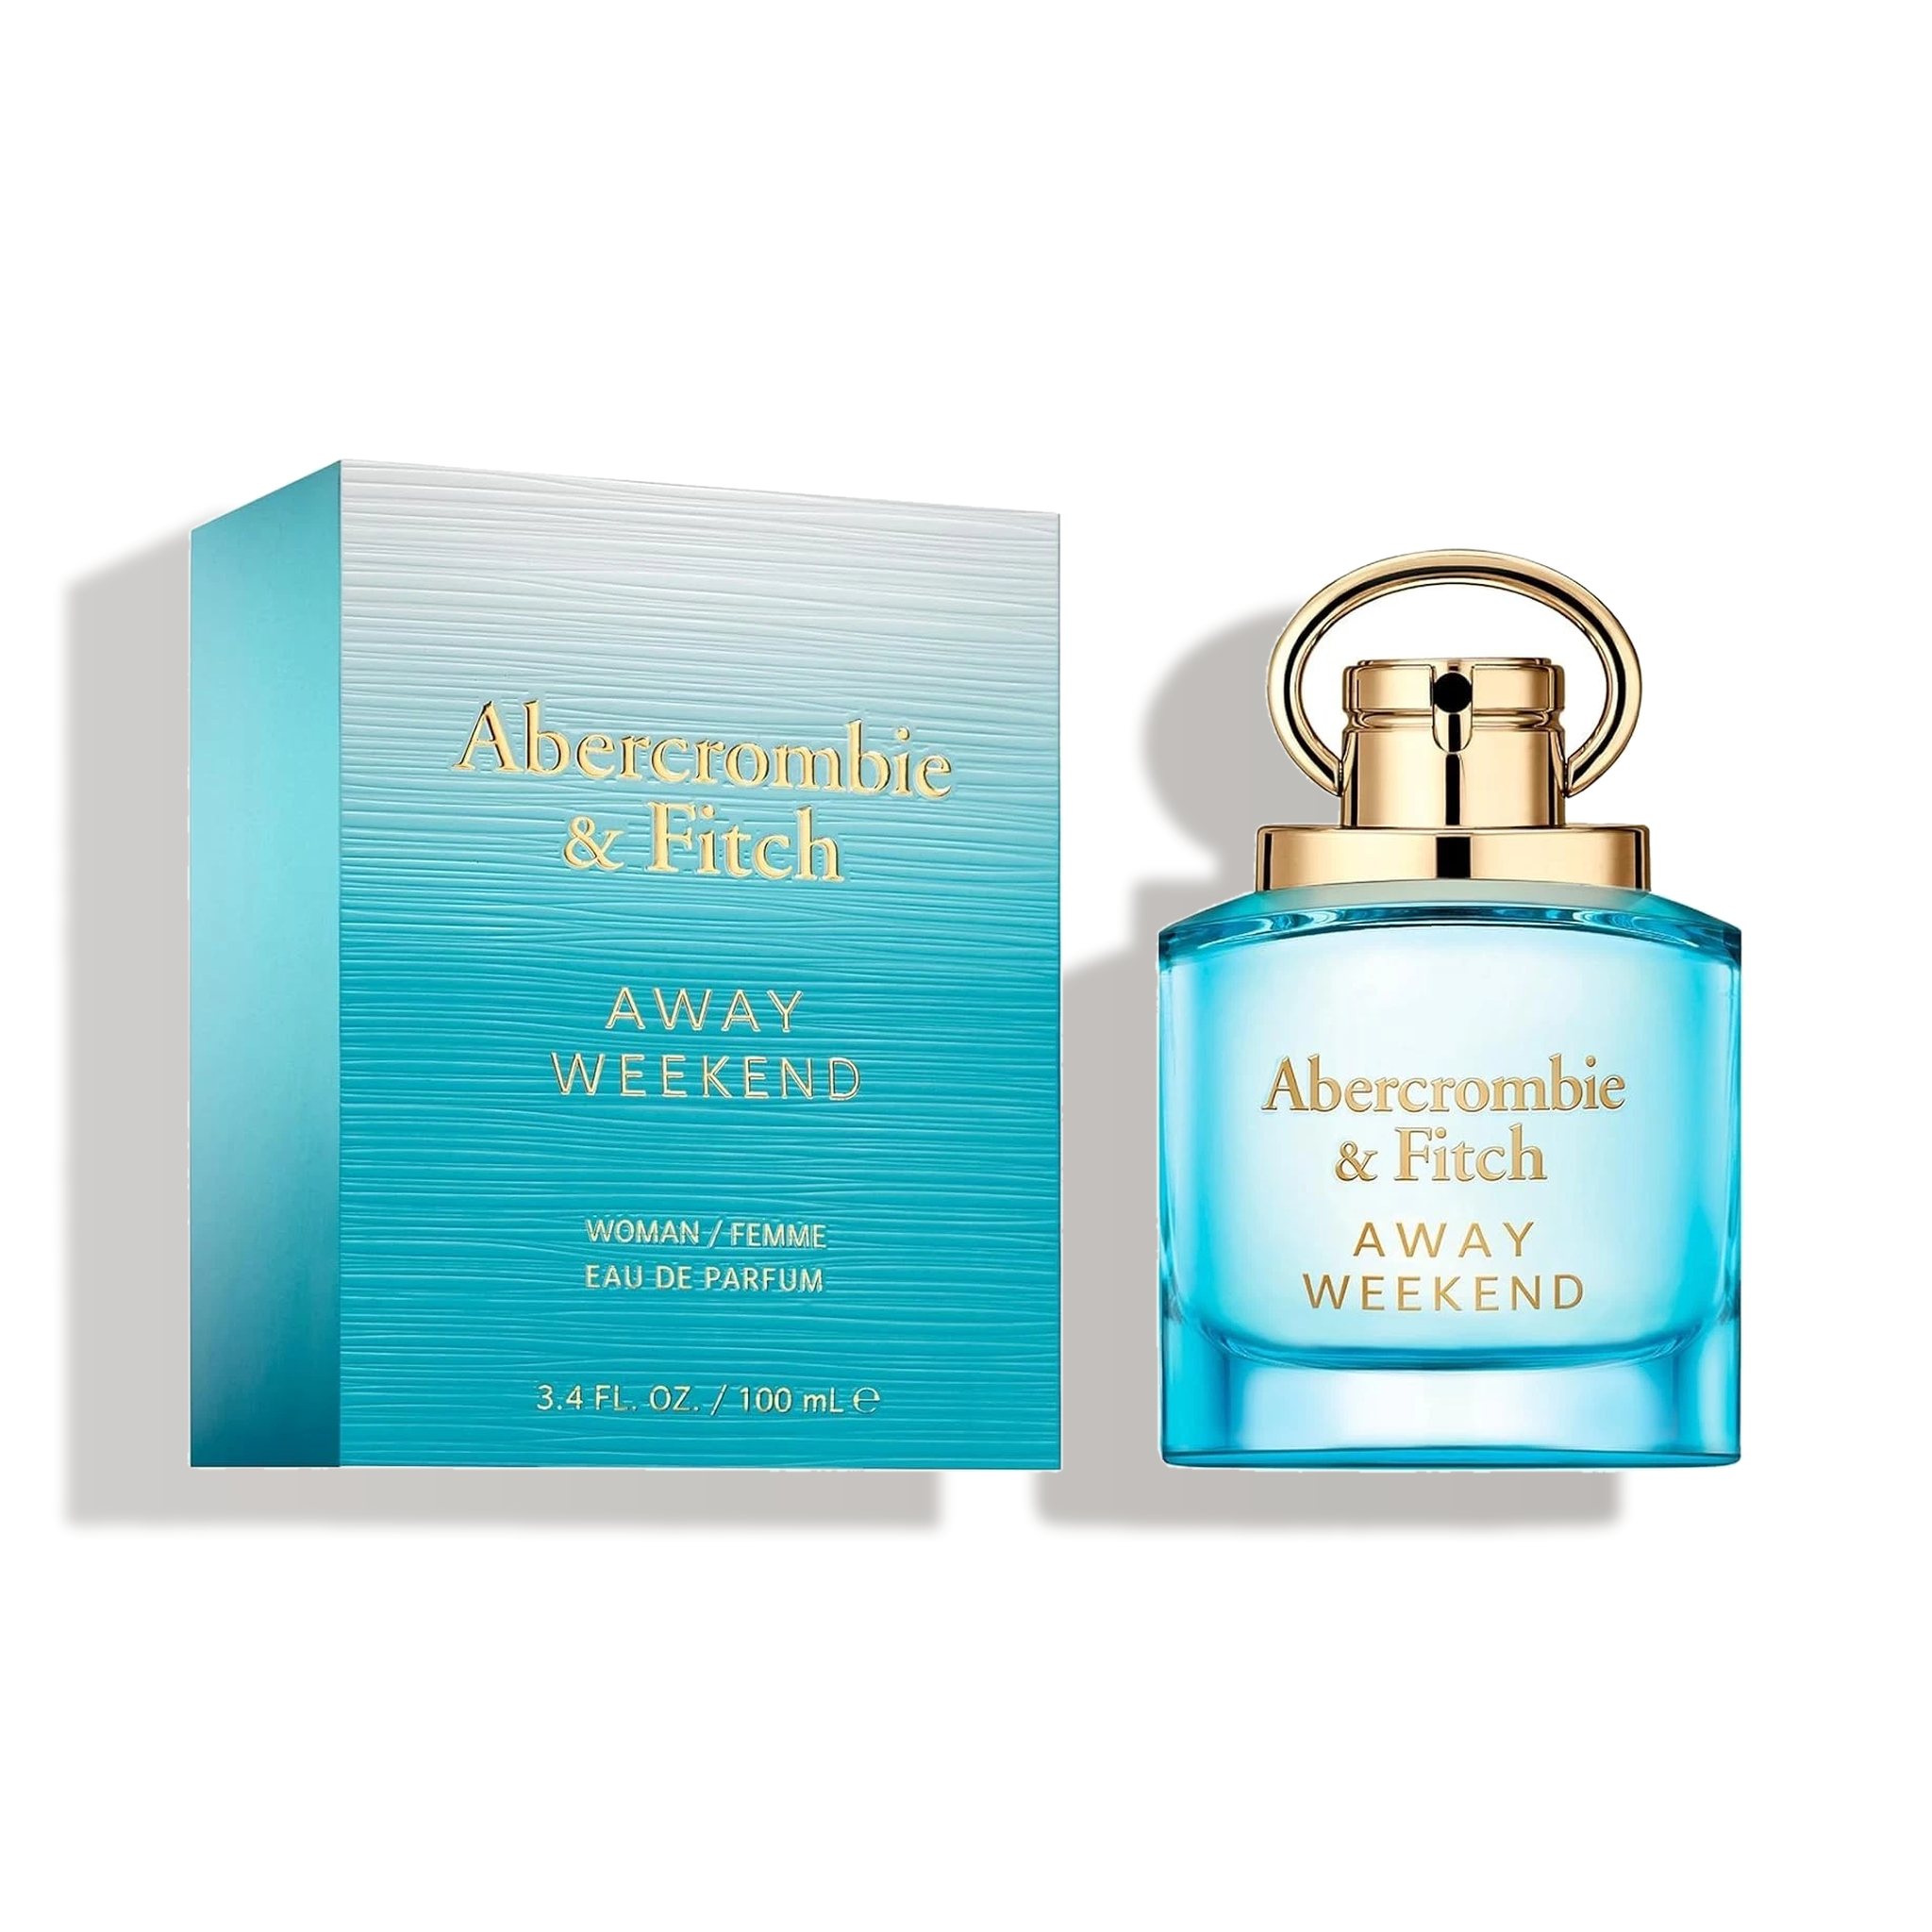 Abercrombie
& Fitch
AWAY
WEEKEND
WOMAN / FEMME
EAU DE PARFUM
3.4 FL. OZ. / 100 mL ℮
Abercrombie
& Fitch
AWAY
WEEKEND